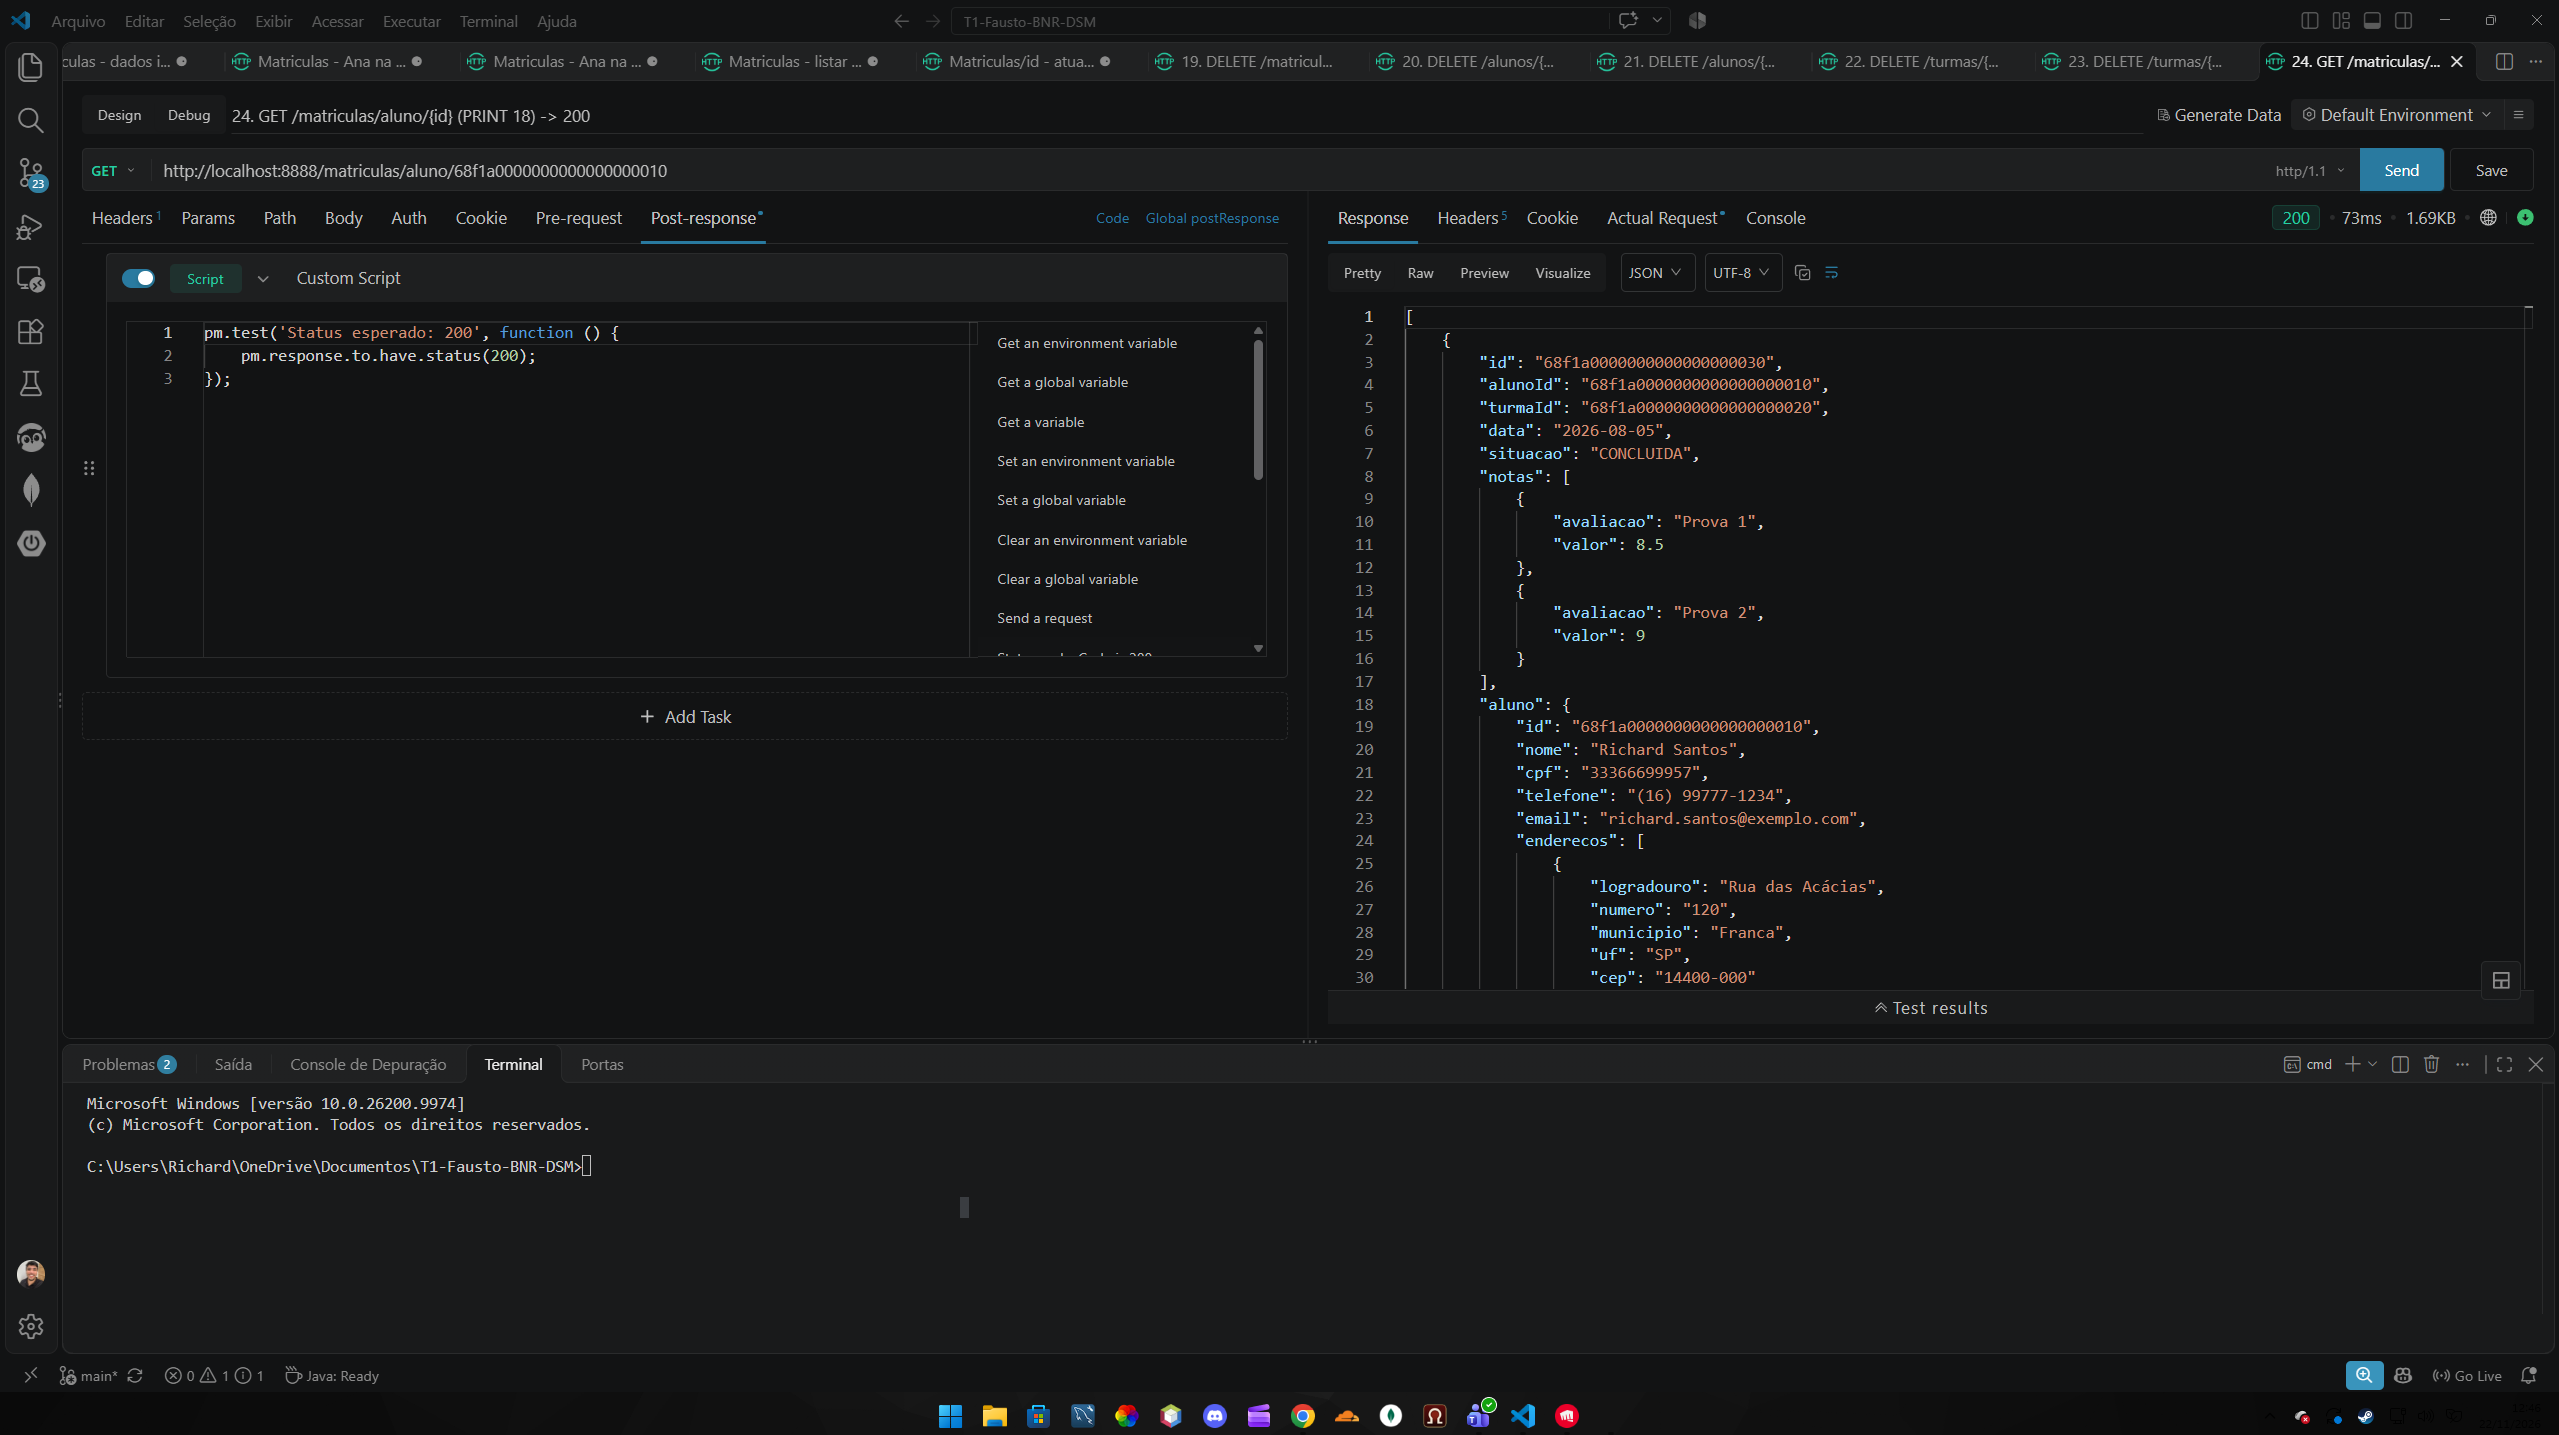 Arquivo Editar Seleção Exibir Acessar Executar Terminal Ajuda
T1-Fausto-BNR-DSM
culas - dados i...
Matriculas - Ana na ...
Matriculas - Ana na ...
Matriculas - listar ...
Matriculas/id - atua...
19. DELETE /matricul...
20. DELETE /alunos/{...
21. DELETE /alunos/{...
22. DELETE /turmas/{...
23. DELETE /turmas/{...
24. GET /matriculas/...
Design Debug 24. GET /matriculas/aluno/{id} (PRINT 18) -> 200
Generate Data Default Environment
GET http://localhost:8888/matriculas/aluno/68f1a0000000000000000010
http/1.1 Send Save
Headers 1 Params Path Body Auth Cookie Pre-request Post-response
Code Global postResponse
Script Custom Script
1 pm.test('Status esperado: 200', function () {
2 pm.response.to.have.status(200);
3 });
Get an environment variable
Get a global variable
Get a variable
Set an environment variable
Set a global variable
Clear an environment variable
Clear a global variable
Send a request
+ Add Task
Response Headers 5 Cookie Actual Request Console
200 73ms 1.69KB
Pretty Raw Preview Visualize JSON UTF-8
1 [
2 {
3 "id": "68f1a0000000000000000030",
4 "alunoId": "68f1a0000000000000000010",
5 "turmaId": "68f1a0000000000000000020",
6 "data": "2026-08-05",
7 "situacao": "CONCLUIDA",
8 "notas": [
9 {
10 "avaliacao": "Prova 1",
11 "valor": 8.5
12 },
13 {
14 "avaliacao": "Prova 2",
15 "valor": 9
16 }
17 ],
18 "aluno": {
19 "id": "68f1a0000000000000000010",
20 "nome": "Richard Santos",
21 "cpf": "33366699957",
22 "telefone": "(16) 99777-1234",
23 "email": "richard.santos@exemplo.com",
24 "enderecos": [
25 {
26 "logradouro": "Rua das Acácias",
27 "numero": "120",
28 "municipio": "Franca",
29 "uf": "SP",
30 "cep": "14400-000"
Test results
23
Problemas 2 Saída Console de Depuração Terminal Portas
cmd
Microsoft Windows [versão 10.0.26200.9974]
(c) Microsoft Corporation. Todos os direitos reservados.
C:\Users\Richard\OneDrive\Documentos\T1-Fausto-BNR-DSM>
main* 0 1 1 Java: Ready
Go Live